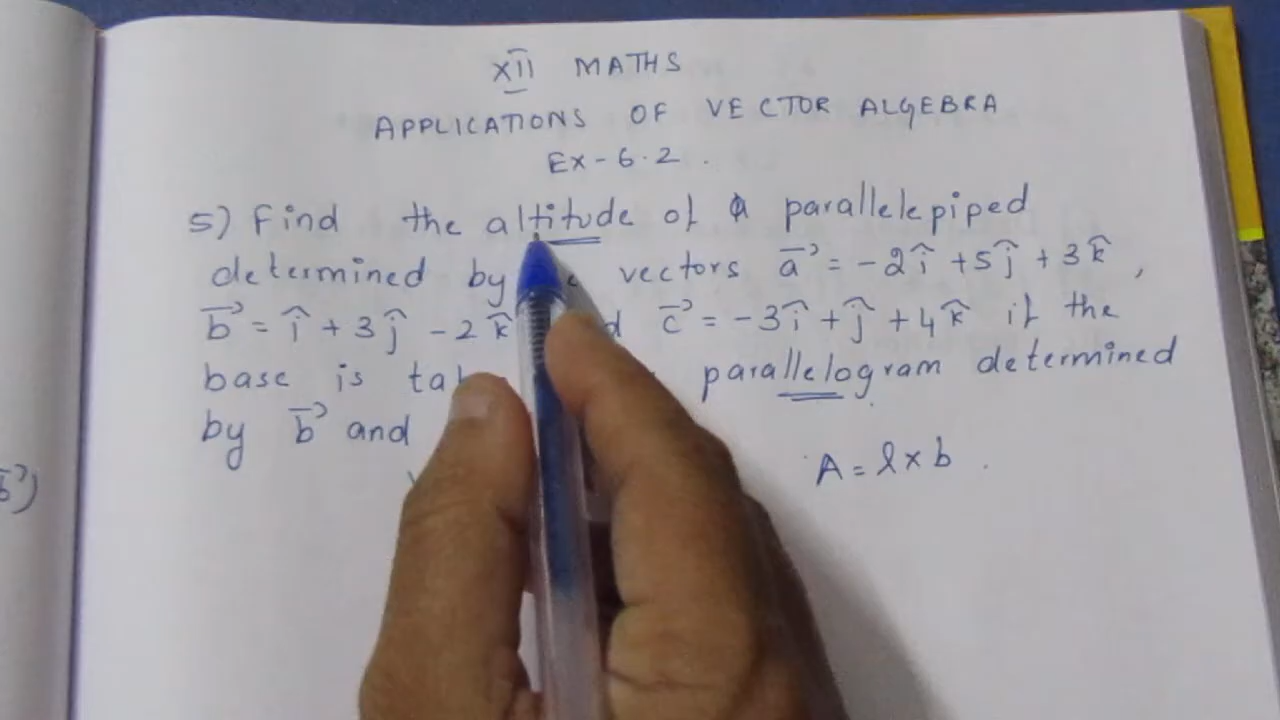 XII MATHS
APPLICATIONS OF VECTOR ALGEBRA
EX-6.2.
5) Find the altitude of a parallelepiped
determined by vectors a⃗ = -2î + 5ĵ + 3k̂,
b⃗ = î + 3ĵ - 2k̂ c⃗ = -3î + ĵ + 4k̂ if the
base is parallelogram determined
by b⃗ and
b⃗)
A = l × b.